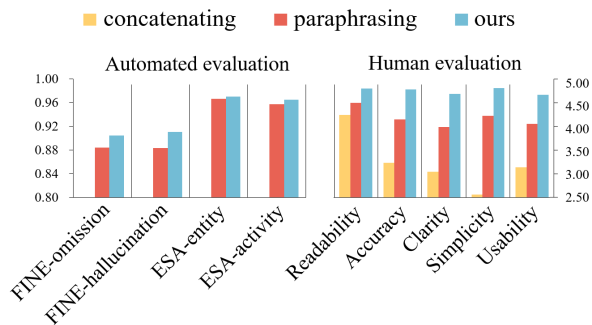 concatenating paraphrasing ours
Automated evaluation Human evaluation
1.00
0.96
0.92
0.88
0.84
0.80
5.00
4.50
4.00
3.50
3.00
2.50
FINE-omission
FINE-hallucination
ESA-entity
ESA-activity
Readability
Accuracy
Clarity
Simplicity
Usability